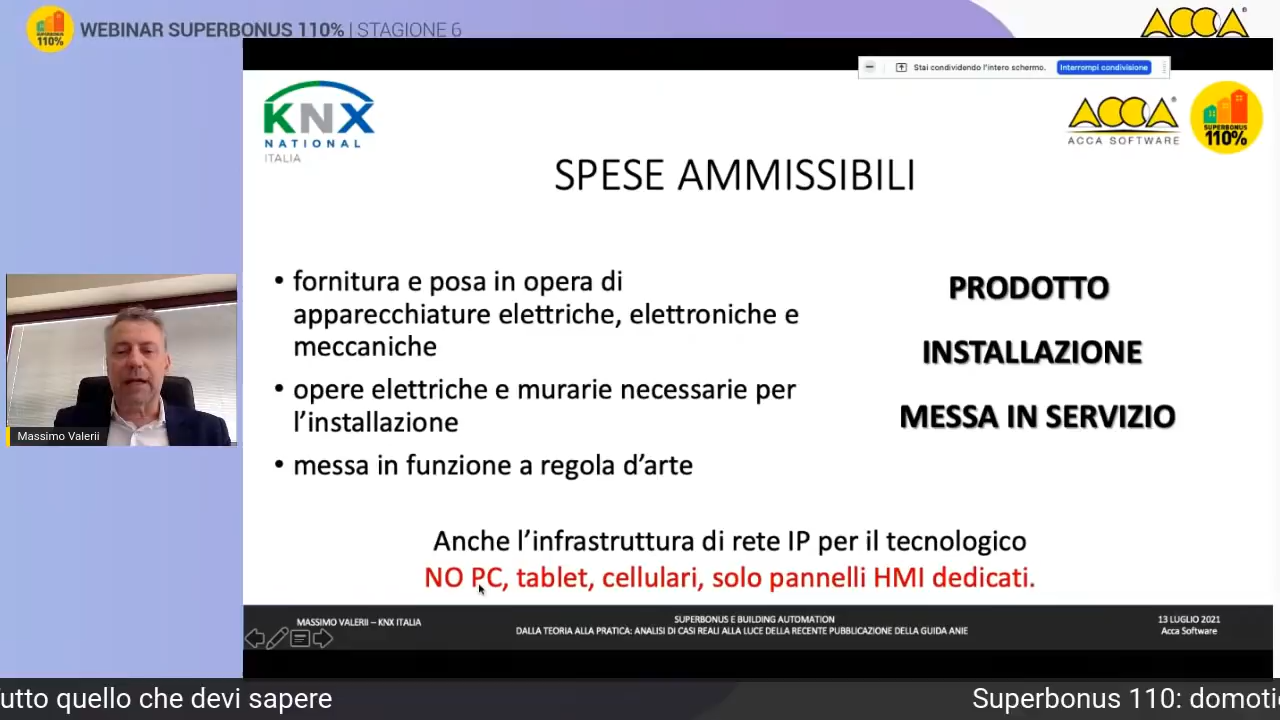 110%
WEBINAR SUPERBONUS 110% | STAGIONE 6
ACCA
Stai condividendo l'intero schermo.
Interrompi condivisione
KNX
NATIONAL
ITALIA
ACCA
ACCA SOFTWARE
SUPERBONUS
110%
SPESE AMMISSIBILI
• fornitura e posa in opera di
apparecchiature elettriche, elettroniche e
meccaniche
• opere elettriche e murarie necessarie per
l'installazione
• messa in funzione a regola d'arte
PRODOTTO
INSTALLAZIONE
MESSA IN SERVIZIO
Anche l'infrastruttura di rete IP per il tecnologico
NO PC, tablet, cellulari, solo pannelli HMI dedicati.
Massimo Valerii
MASSIMO VALERII – KNX ITALIA
SUPERBONUS E BUILDING AUTOMATION
DALLA TEORIA ALLA PRATICA: ANALISI DI CASI REALI ALLA LUCE DELLA RECENTE PUBBLICAZIONE DELLA GUIDA ANIE
13 LUGLIO 2021
Acca Software
utto quello che devi sapere
Superbonus 110: domoti